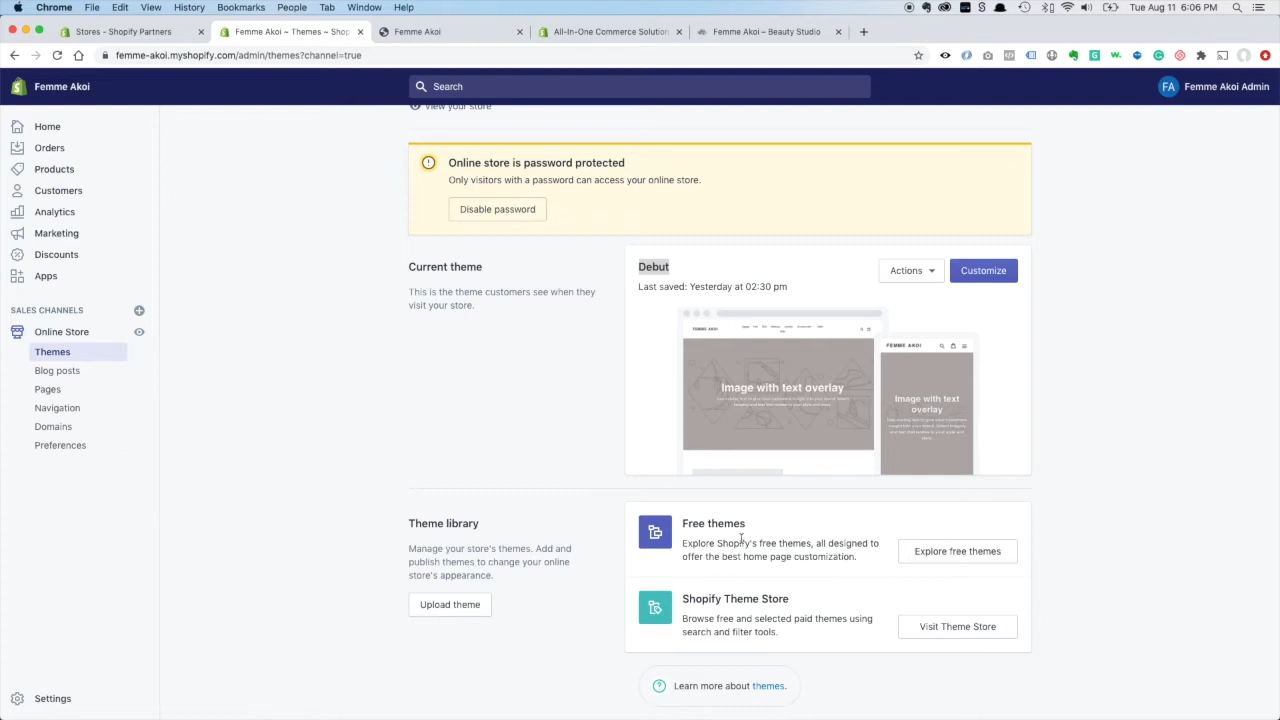 Chrome File Edit View History Bookmarks People Tab Window Help
Tue Aug 11 6:06 PM
Stores - Shopify Partners
Femme Akoi ~ Themes ~ Shop
Femme Akoi
All-In-One Commerce Solution
Femme Akoi – Beauty Studio
femme-akoi.myshopify.com/admin/themes?channel=true
Femme Akoi
Search
FA
Femme Akoi Admin
Home
Orders
Products
Customers
Analytics
Marketing
Discounts
Apps
SALES CHANNELS
Online Store
Themes
Blog posts
Pages
Navigation
Domains
Preferences
Settings
View your store
Online store is password protected
Only visitors with a password can access your online store.
Disable password
Current theme
This is the theme customers see when they
visit your store.
Debut
Last saved: Yesterday at 02:30 pm
Actions
Customize
FEMME AKOI
Image with text overlay
FEMME AKOI
Image with text
overlay
Theme library
Manage your store's themes. Add and
publish themes to change your online
store's appearance.
Upload theme
Free themes
Explore Shopify's free themes, all designed to
offer the best home page customization.
Explore free themes
Shopify Theme Store
Browse free and selected paid themes using
search and filter tools.
Visit Theme Store
Learn more about themes.